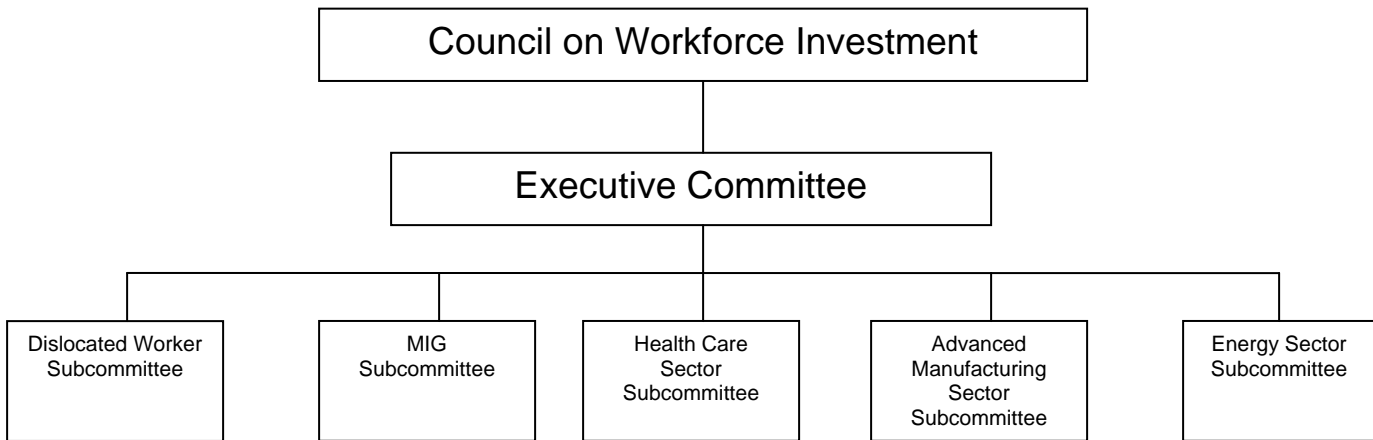 Council on Workforce Investment
Executive Committee
Dislocated Worker
Subcommittee
MIG
Subcommittee
Health Care
Sector
Subcommittee
Advanced
Manufacturing
Sector
Subcommittee
Energy Sector
Subcommittee